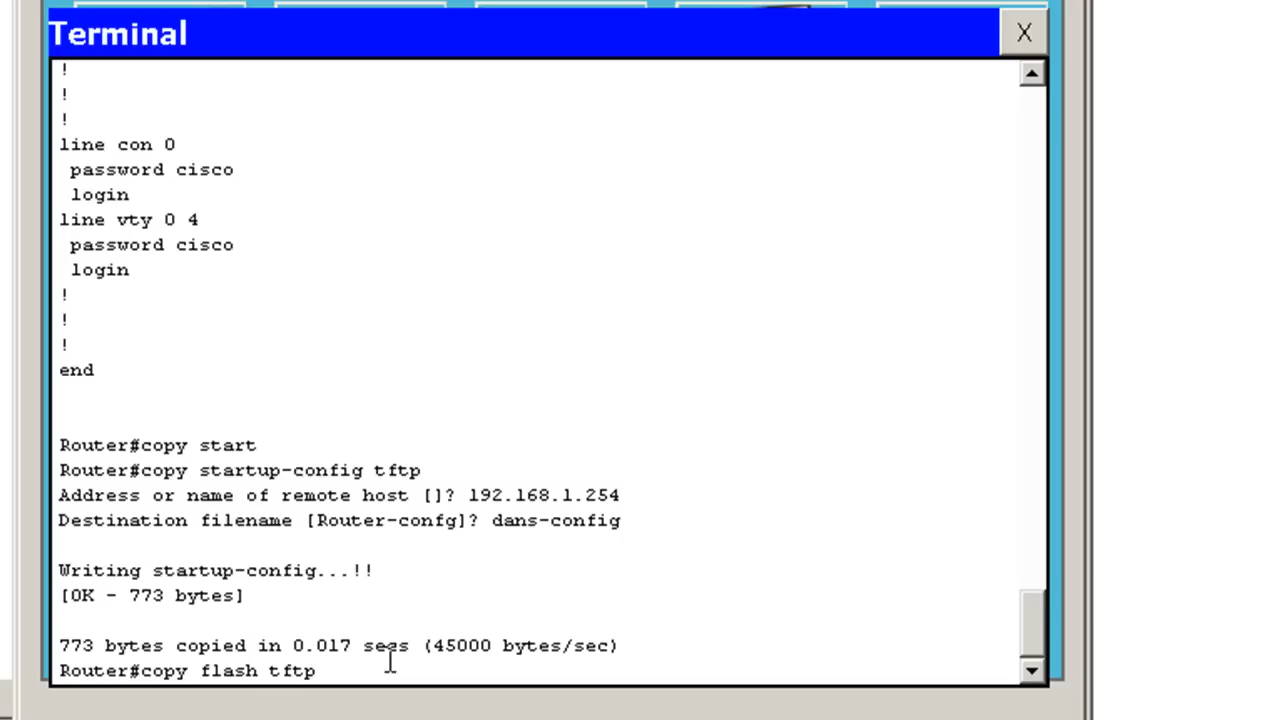 Terminal
X
!
!
!
line con 0
password cisco
login
line vty 0 4
password cisco
login
!
!
!
end
Router#copy start
Router#copy startup-config tftp
Address or name of remote host []? 192.168.1.254
Destination filename [Router-confg]? dans-config
Writing startup-config...!!
[OK - 773 bytes]
773 bytes copied in 0.017 secs (45000 bytes/sec)
Router#copy flash tftp